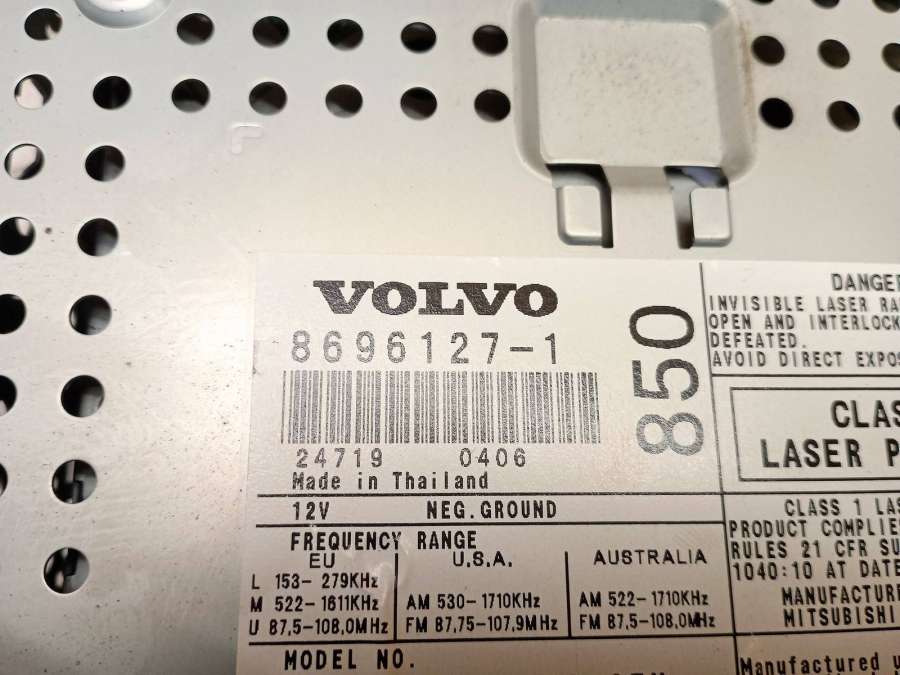 VOLVO
8696127-1
850
24719 0406
Made in Thailand
12V NEG.GROUND
FREQUENCY RANGE
EU U.S.A. AUSTRALIA
L 153- 279KHz
M 522-1611KHz AM 530-1710KHz AM 522-1710KHz
U 87,5-108,0MHz FM 87,75-107,9MHz FM 87,5-108,0MHz
MODEL NO.
DANGER
INVISIBLE LASER RA
OPEN AND INTERLOCK
DEFEATED.
AVOID DIRECT EXPOS
CLAS
LASER P
CLASS 1 LAS
PRODUCT COMPLIE
RULES 21 CFR SU
1040:10 AT DATE
MANUFACTURE
MITSUBISHI
Manufactured u